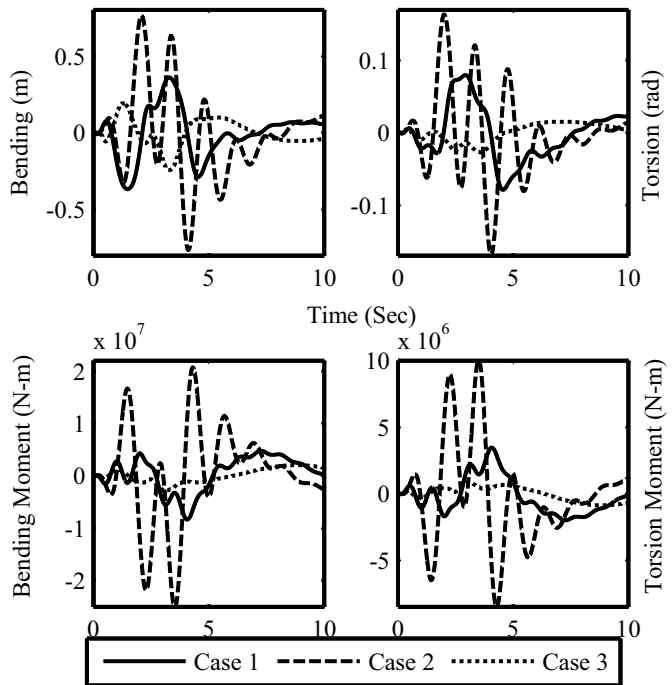 Bending (m)
0.5
0
-0.5
0 5 10
Torsion (rad)
0.1
0
-0.1
0 5 10
Time (Sec)
x 10^7
Bending Moment (N-m)
2
1
0
-1
-2
0 5 10
x 10^6
Torsion Moment (N-m)
10
5
0
-5
0 5 10
Case 1 Case 2 Case 3